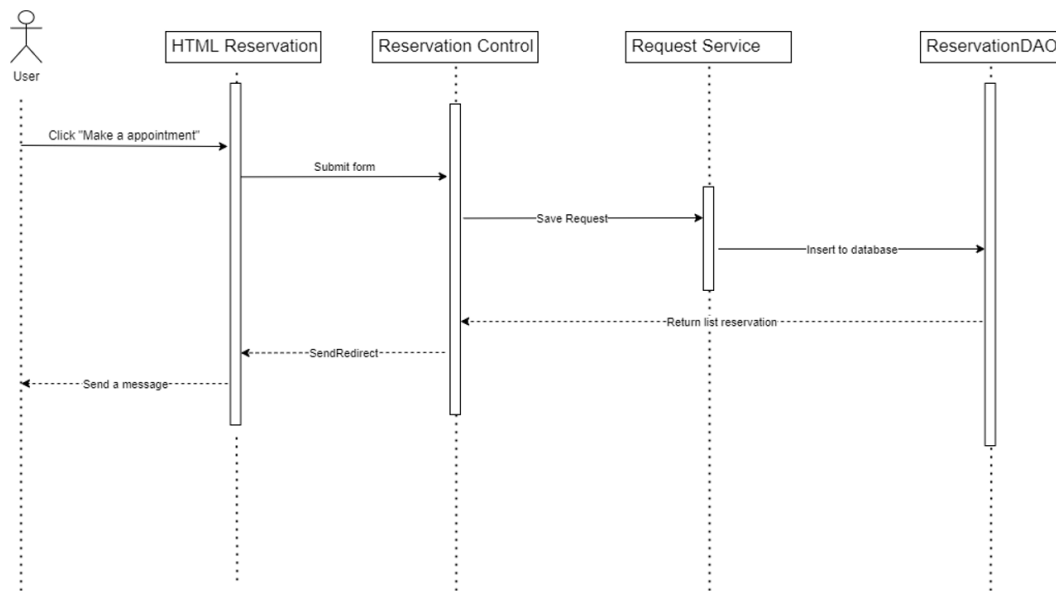 HTML Reservation
Reservation Control
Request Service
ReservationDAO
User
Click "Make a appointment"
Submit form
Save Request
Insert to database
Return list reservation
SendRedirect
Send a message